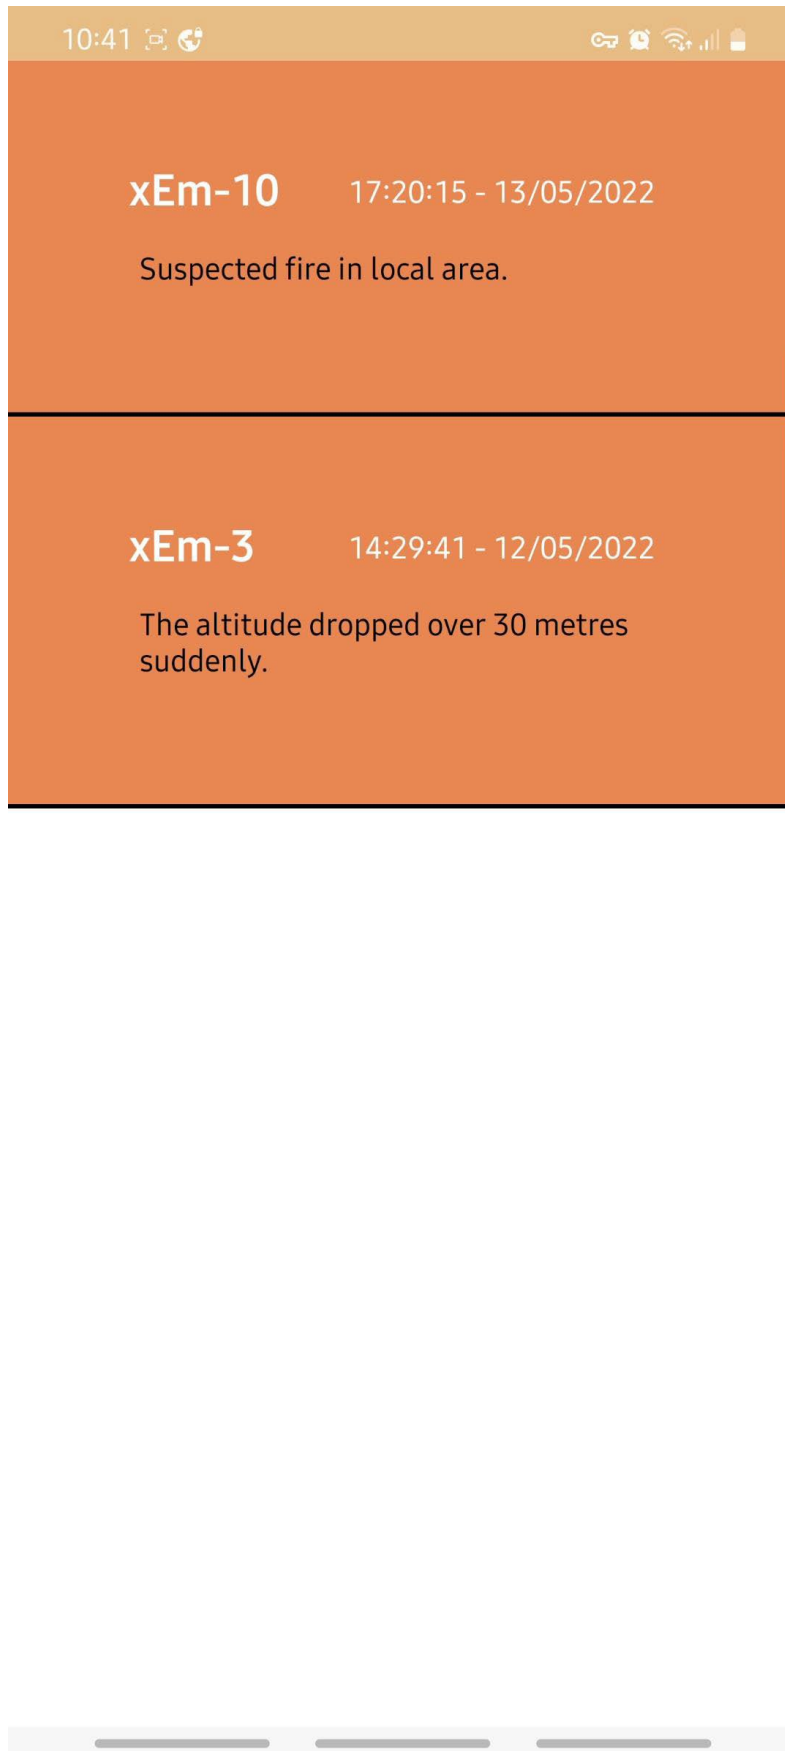 10:41
xEm-10 17:20:15 - 13/05/2022
Suspected fire in local area.
xEm-3 14:29:41 - 12/05/2022
The altitude dropped over 30 metres
suddenly.